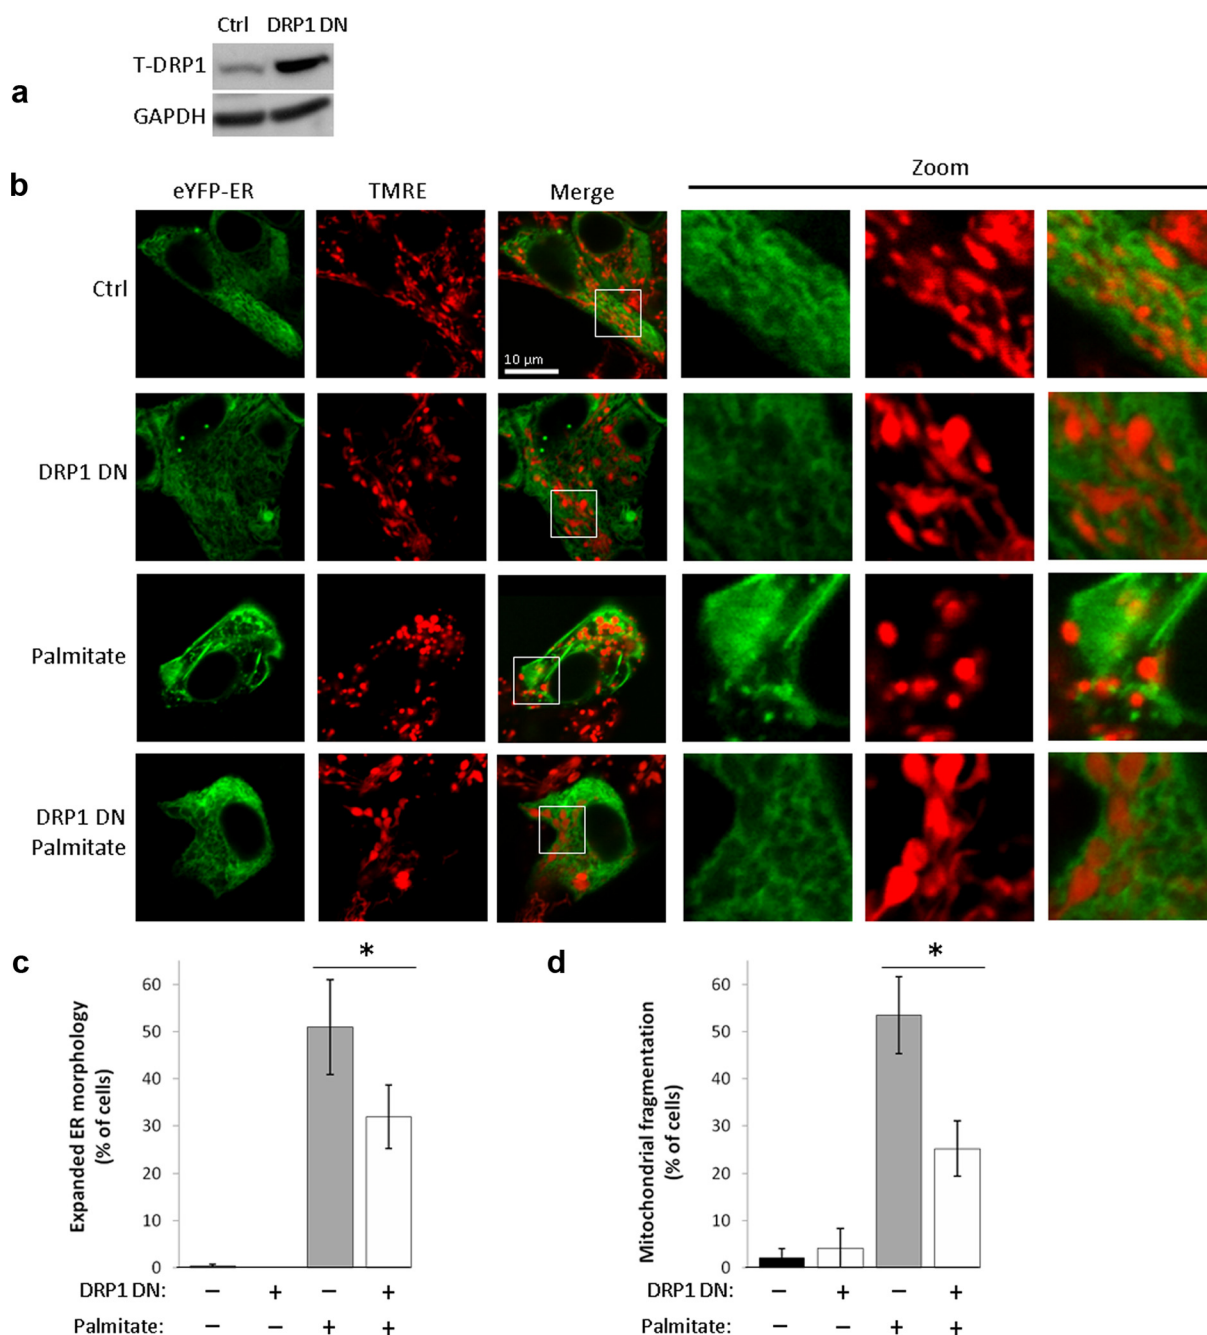 Ctrl DRP1 DN
T-DRP1
a
GAPDH
Zoom
b
eYFP-ER TMRE Merge
Ctrl
10 µm
DRP1 DN
Palmitate
DRP1 DN
Palmitate
c
*
Expanded ER morphology
(% of cells)
60
50
40
30
20
10
0
DRP1 DN: − + − +
Palmitate: − − + +
d
*
Mitochondrial fragmentation
(% of cells)
60
50
40
30
20
10
0
DRP1 DN: − + − +
Palmitate: − − + +